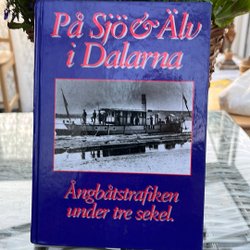 På Sjö & Älv
i Dalarna
Ångbåtstrafiken
under tre sekel.